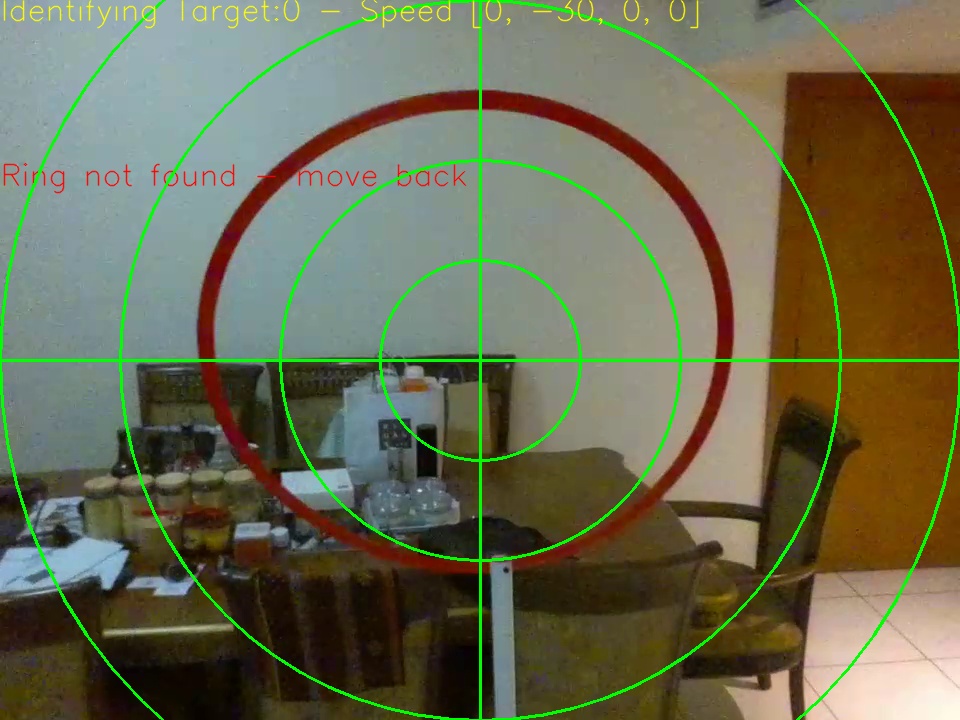 Identifying Target:0 - Speed [0, -30, 0, 0]
Ring not found - move back